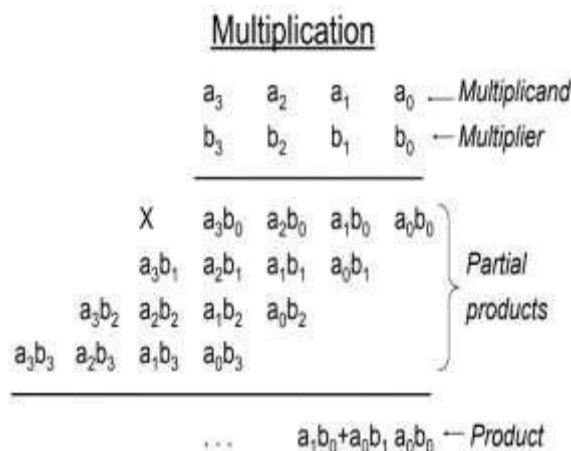 Multiplication
a₃ a₂ a₁ a₀ ← Multiplicand
b₃ b₂ b₁ b₀ ← Multiplier
X a₃b₀ a₂b₀ a₁b₀ a₀b₀
a₃b₁ a₂b₁ a₁b₁ a₀b₁ Partial
a₃b₂ a₂b₂ a₁b₂ a₀b₂ products
a₃b₃ a₂b₃ a₁b₃ a₀b₃
... a₁b₀+a₀b₁ a₀b₀ ← Product